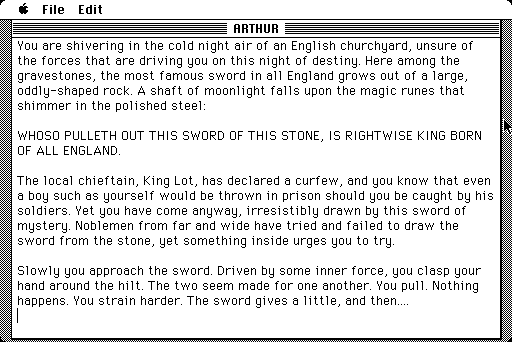 File Edit
ARTHUR
You are shivering in the cold night air of an English churchyard, unsure of
the forces that are driving you on this night of destiny. Here among the
gravestones, the most famous sword in all England grows out of a large,
oddly-shaped rock. A shaft of moonlight falls upon the magic runes that
shimmer in the polished steel:
WHOSO PULLETH OUT THIS SWORD OF THIS STONE, IS RIGHTWISE KING BORN
OF ALL ENGLAND.
The local chieftain, King Lot, has declared a curfew, and you know that even
a boy such as yourself would be thrown in prison should you be caught by his
soldiers. Yet you have come anyway, irresistibly drawn by this sword of
mystery. Noblemen from far and wide have tried and failed to draw the
sword from the stone, yet something inside urges you to try.
Slowly you approach the sword. Driven by some inner force, you clasp your
hand around the hilt. The two seem made for one another. You pull. Nothing
happens. You strain harder. The sword gives a little, and then....